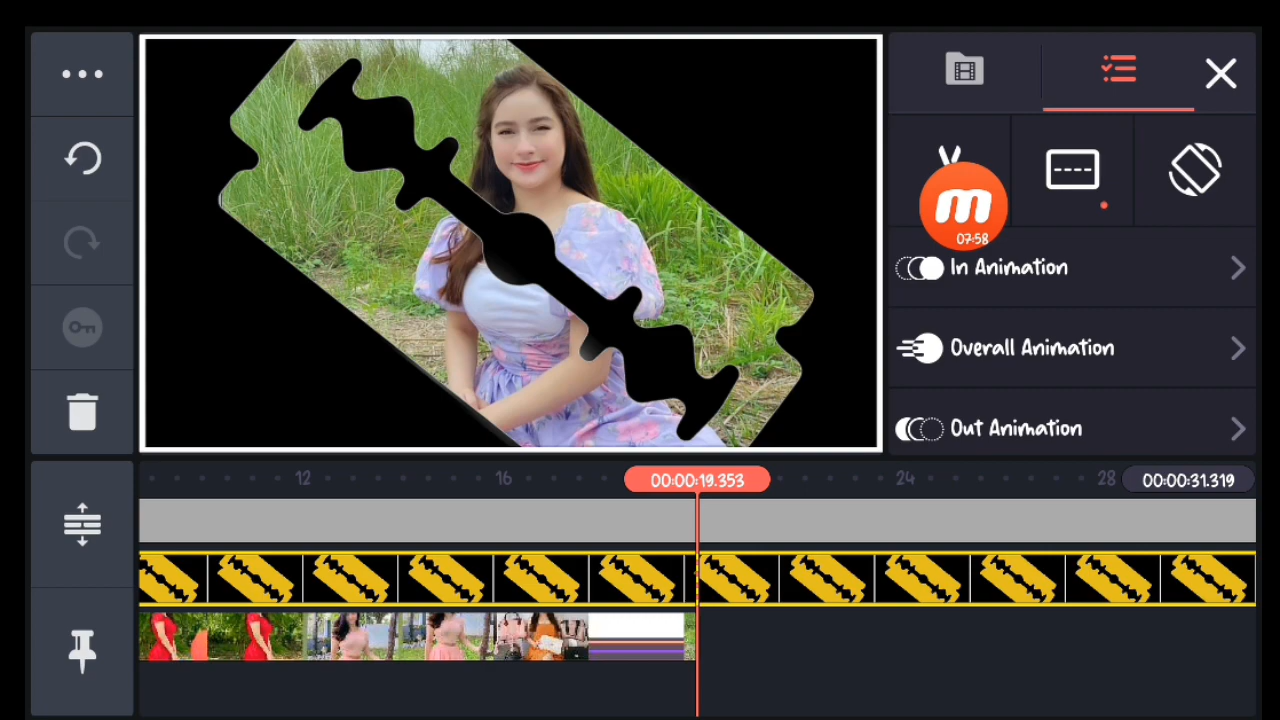 m
07:58
In Animation
Overall Animation
Out Animation
12
16
00:00:19.353
24
28
00:00:31.319